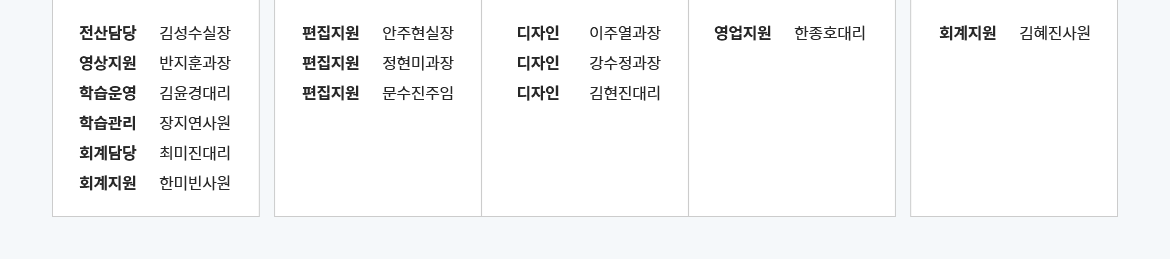 전산담당 김성수실장
영상지원 반지훈과장
학습운영 김윤경대리
학습관리 장지연사원
회계담당 최미진대리
회계지원 한미빈사원
편집지원 안주현실장
편집지원 정현미과장
편집지원 문수진주임
디자인 이주열과장
디자인 강수정과장
디자인 김현진대리
영업지원 한종호대리
회계지원 김혜진사원